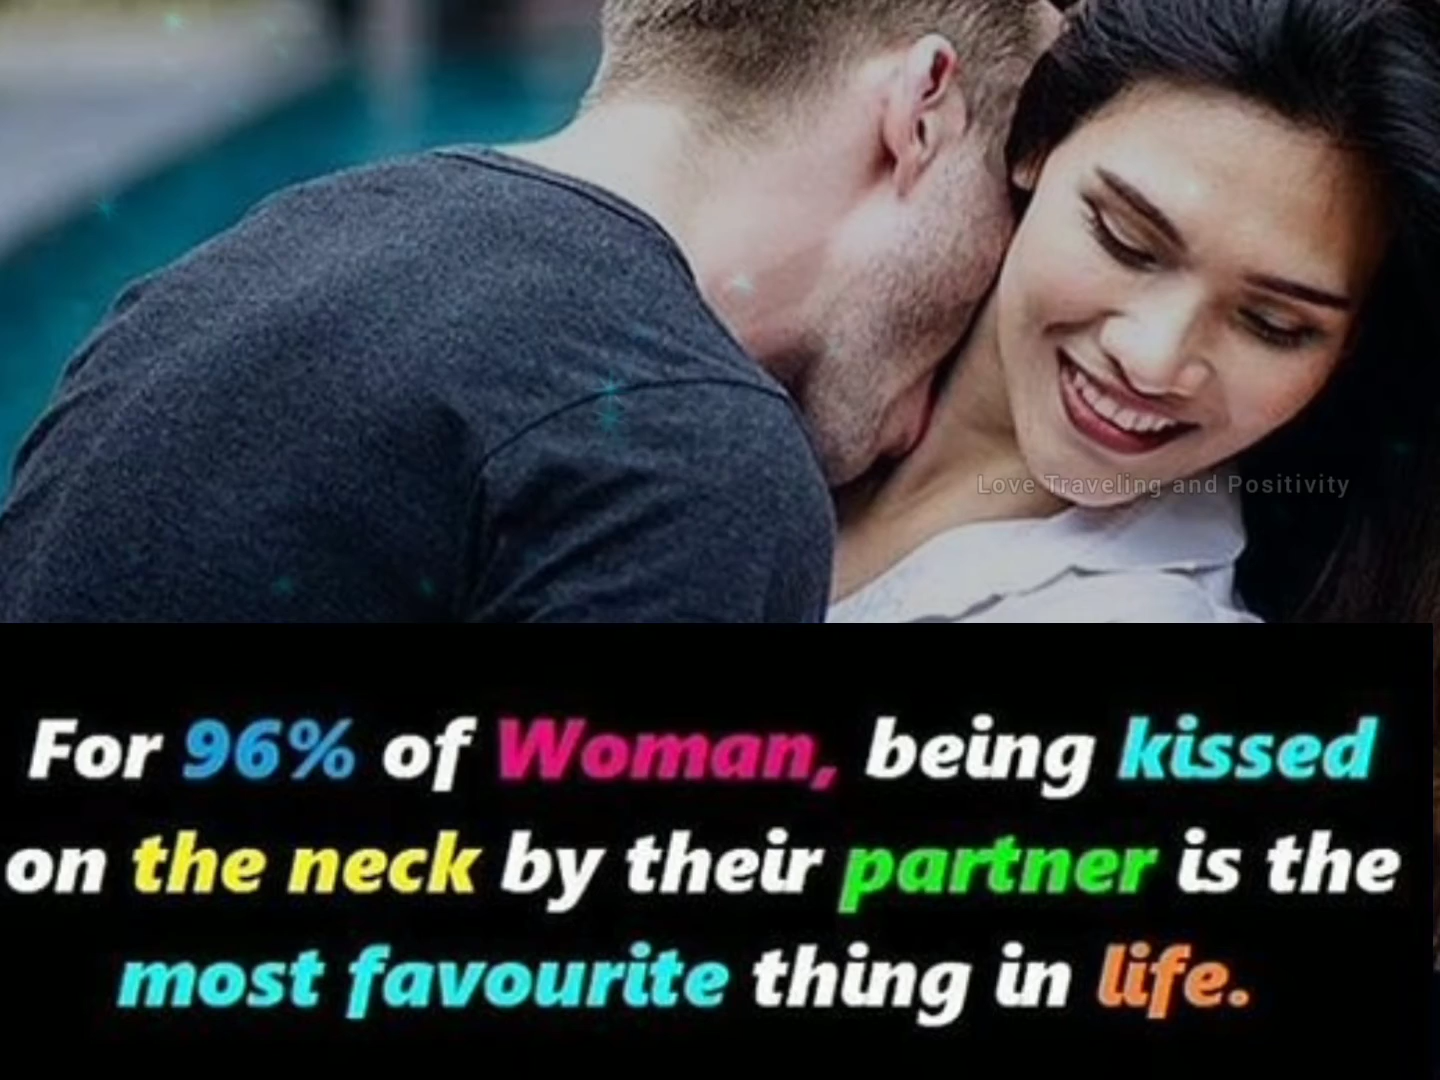 Love Traveling and Positivity
For 96% of Woman, being kissed
on the neck by their partner is the
most favourite thing in life.